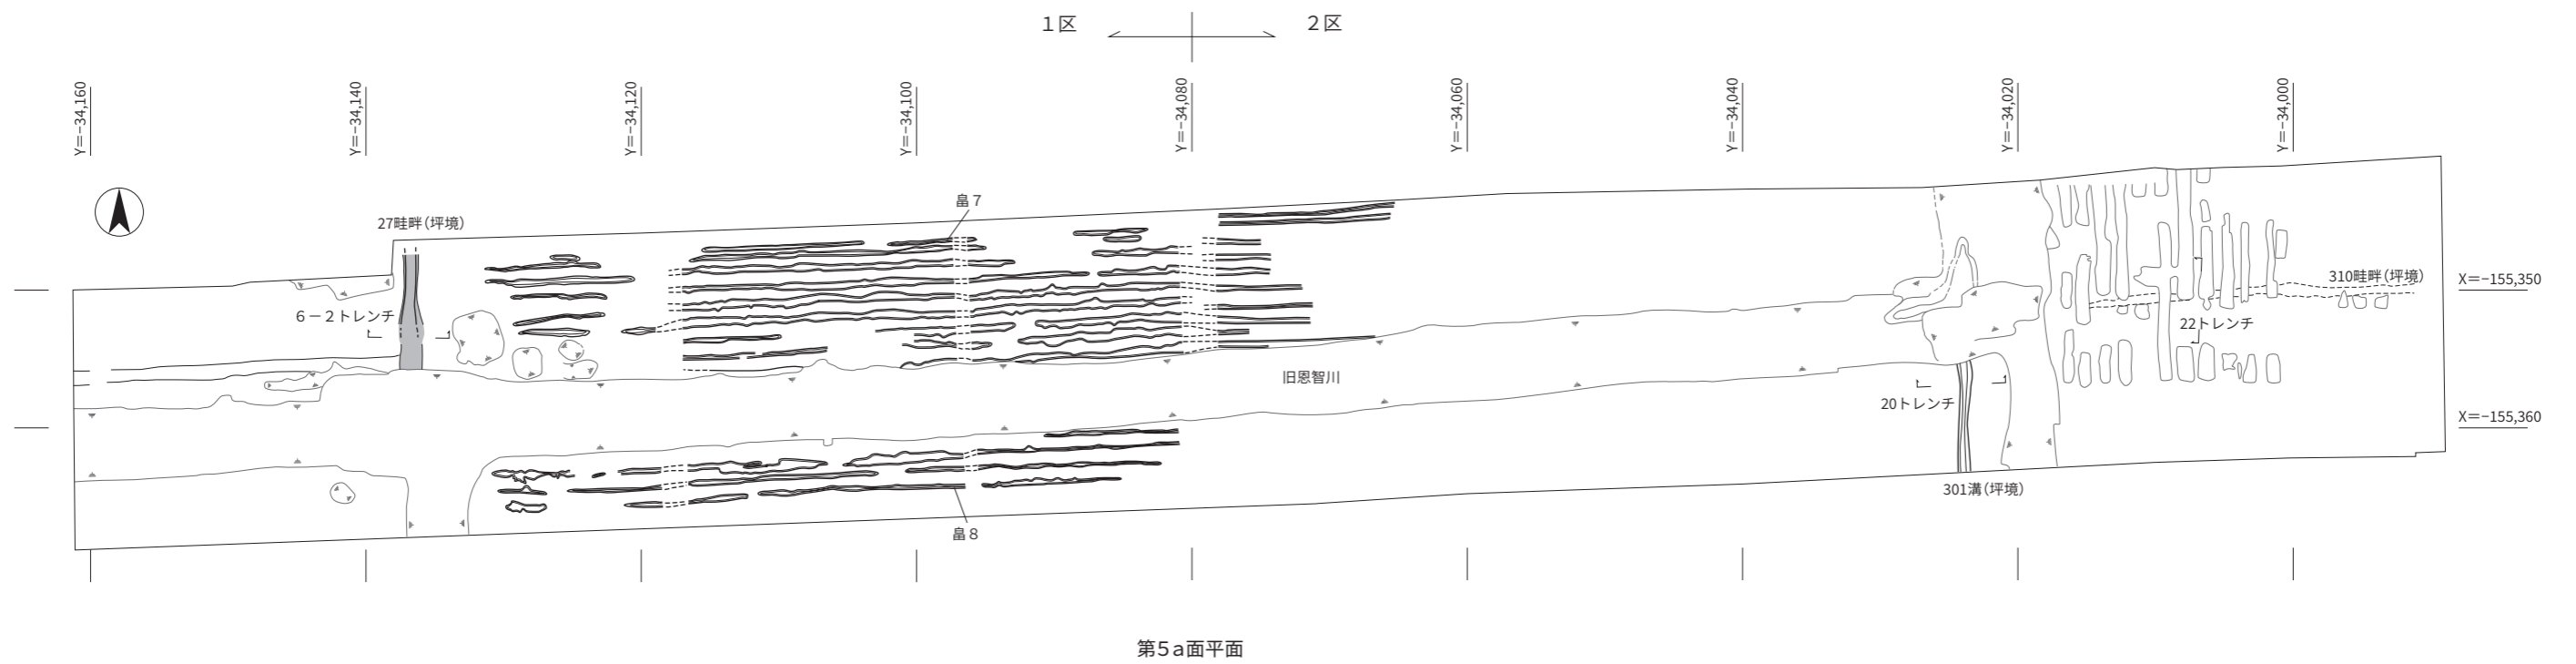 1区
2区
Y=-34,160
Y=-34,140
Y=-34,120
Y=-34,100
Y=-34,080
Y=-34,060
Y=-34,040
Y=-34,020
Y=-34,000
畠7
27畦畔(坪境)
6-2トレンチ
310畦畔(坪境)
X=-155,350
22トレンチ
旧恩智川
20トレンチ
X=-155,360
301溝(坪境)
畠8
第5a面平面